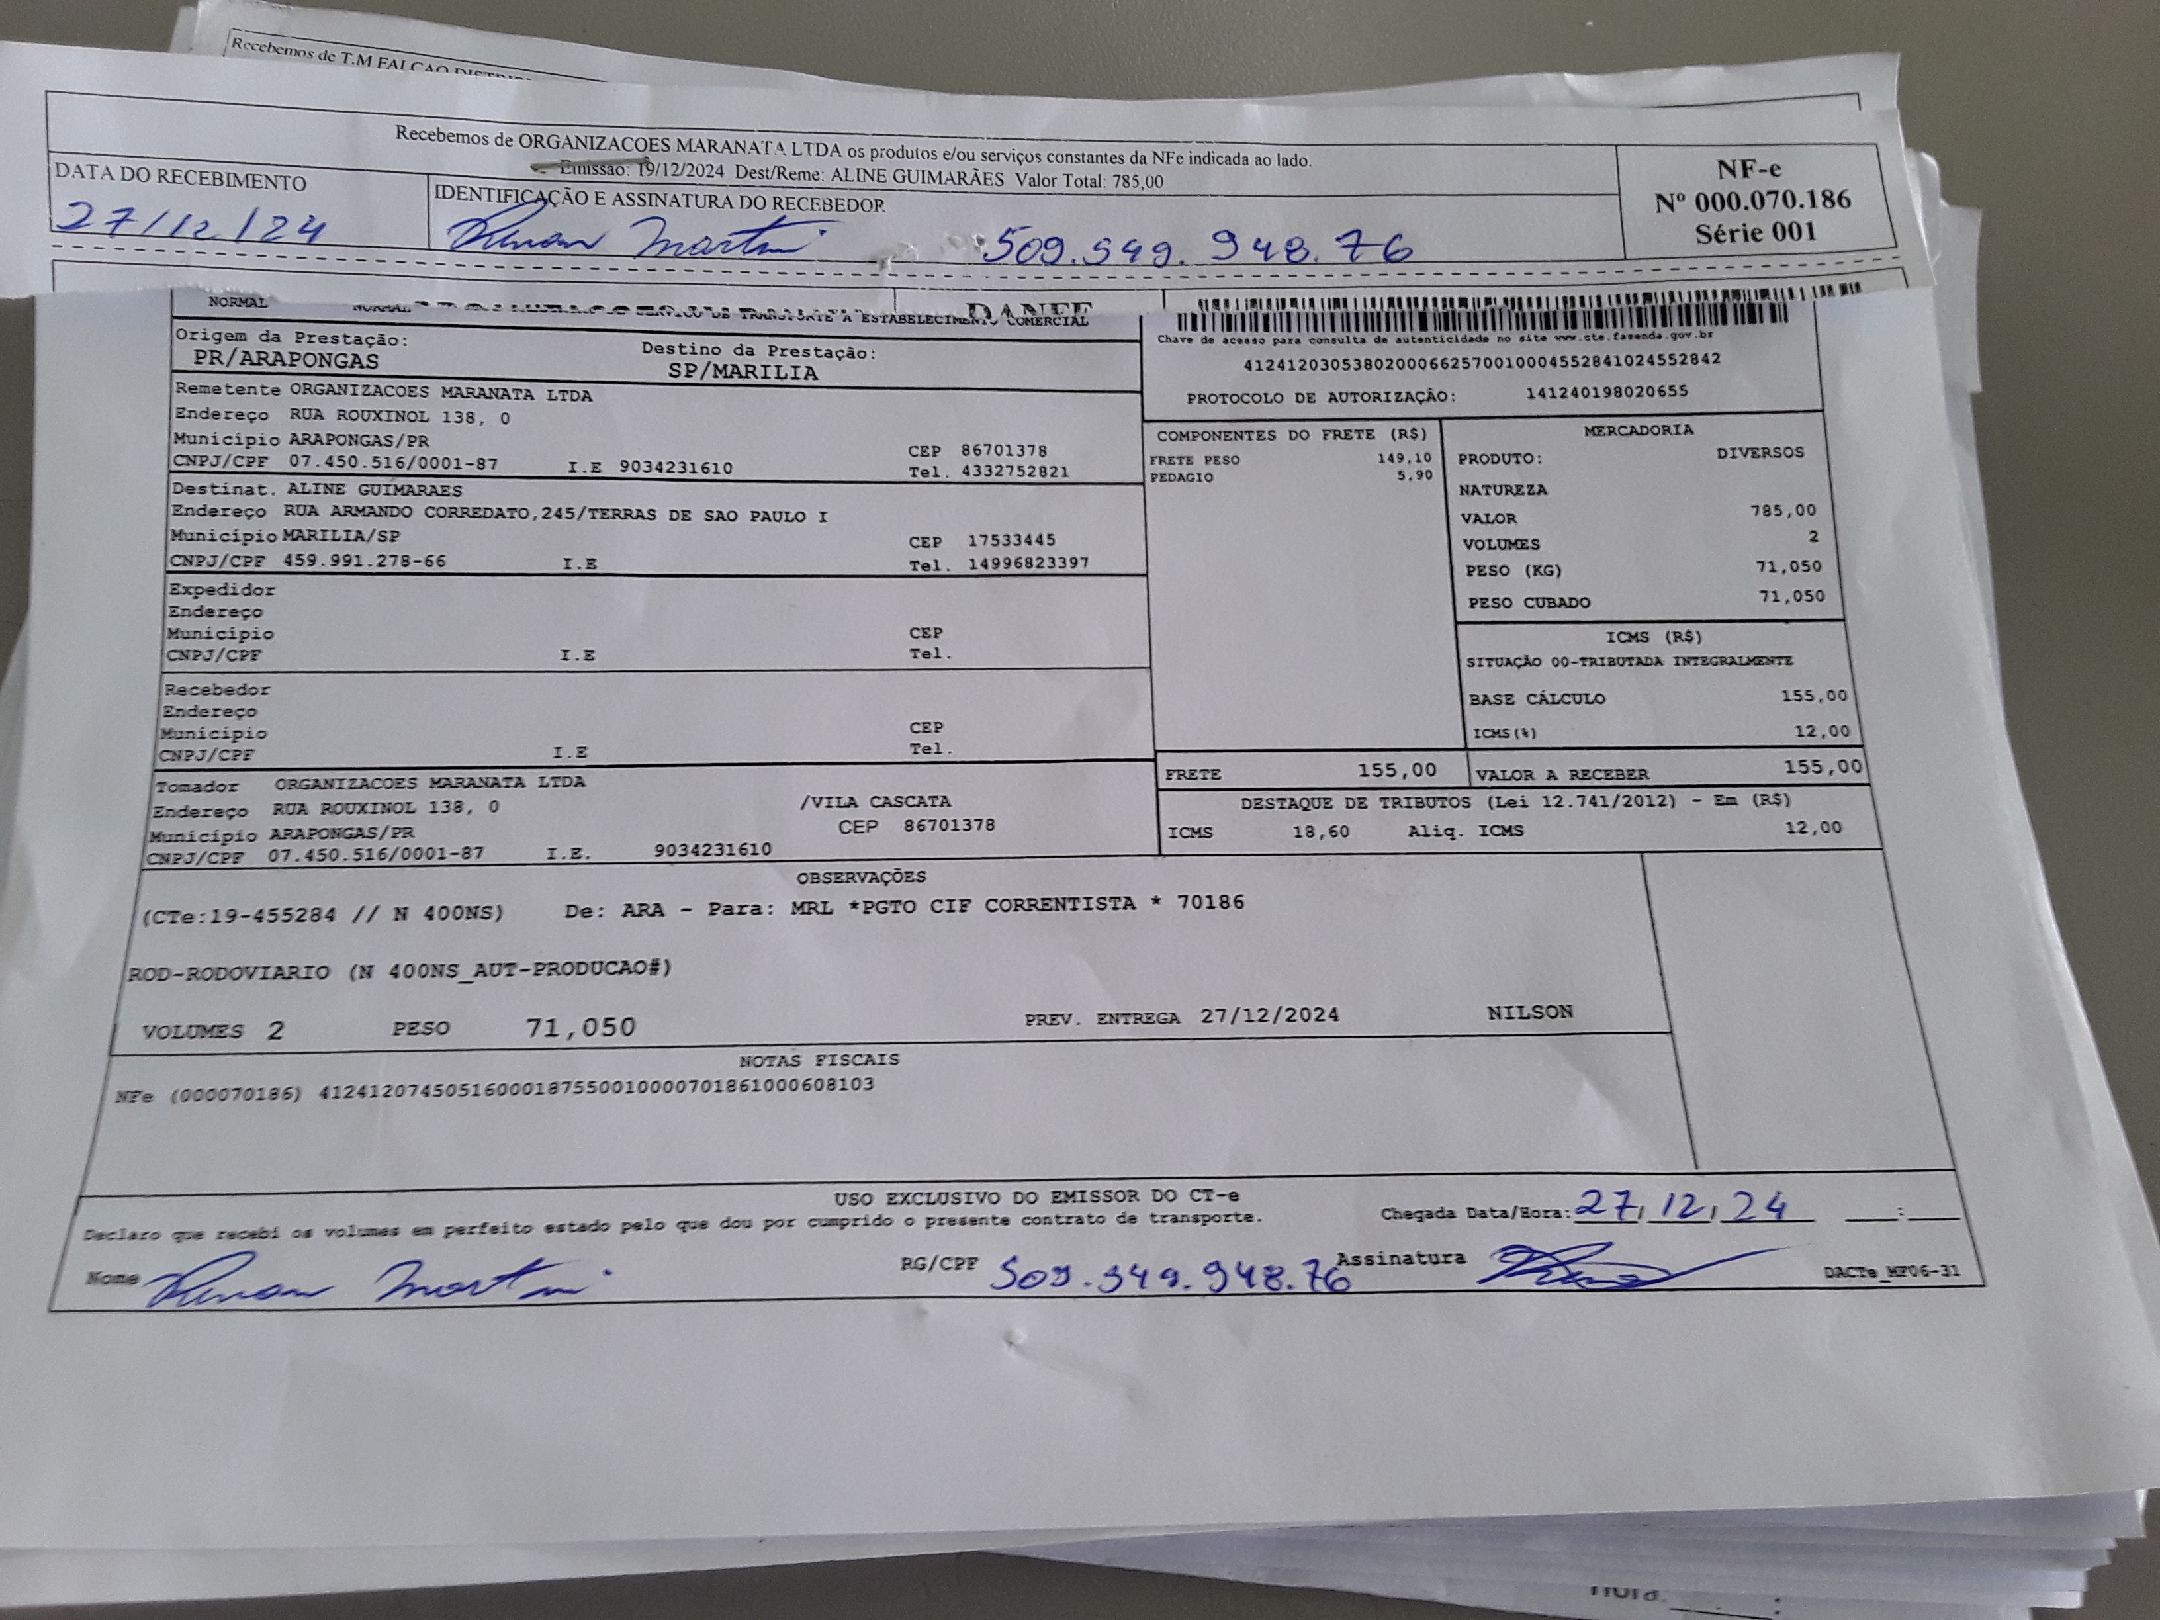 Recebemos de T.M FALCAO
Recebemos de ORGANIZACOES MARANATA LTDA os produtos e/ou serviços constantes da NFe indicada ao lado.
Emissão: 19/12/2024 Dest/Reme: ALINE GUIMARÃES Valor Total: 785,00
NF-e
Nº 000.070.186
Série 001
DATA DO RECEBIMENTO
27/12/24
IDENTIFICAÇÃO E ASSINATURA DO RECEBEDOR
Renan Martin 509.949.948.76
NORMAL
DANFE
ESTABELECIMENTO COMERCIAL
Chave de acesso para consulta de autenticidade no site www.cte.fazenda.gov.br
41241203053802000662570010004552841024552842
PROTOCOLO DE AUTORIZAÇÃO: 141240198020655
Origem da Prestação:
PR/ARAPONGAS
Destino da Prestação:
SP/MARILIA
Remetente ORGANIZACOES MARANATA LTDA
Endereço RUA ROUXINOL 138, 0
Município ARAPONGAS/PR CEP 86701378
CNPJ/CPF 07.450.516/0001-87 I.E 9034231610 Tel. 4332752821
Destinat. ALINE GUIMARAES
Endereço RUA ARMANDO CORREDATO,245/TERRAS DE SAO PAULO I
Município MARILIA/SP CEP 17533445
CNPJ/CPF 459.991.278-66 I.E Tel. 14996823397
Expedidor
Endereço
Município CEP
CNPJ/CPF I.E Tel.
Recebedor
Endereço
Município CEP
CNPJ/CPF I.E Tel.
Tomador ORGANIZACOES MARANATA LTDA
Endereço RUA ROUXINOL 138, 0 /VILA CASCATA
Município ARAPONGAS/PR CEP 86701378
CNPJ/CPF 07.450.516/0001-87 I.E. 9034231610
COMPONENTES DO FRETE (R$)
FRETE PESO 149,10
PEDAGIO 5,90
MERCADORIA
PRODUTO: DIVERSOS
NATUREZA
VALOR 785,00
VOLUMES 2
PESO (KG) 71,050
PESO CUBADO 71,050
ICMS (R$)
SITUAÇÃO 00-TRIBUTADA INTEGRALMENTE
BASE CÁLCULO 155,00
ICMS(%) 12,00
FRETE 155,00 VALOR A RECEBER 155,00
DESTAQUE DE TRIBUTOS (Lei 12.741/2012) - Em (R$)
ICMS 18,60 Aliq. ICMS 12,00
OBSERVAÇÕES
(CTe:19-455284 // N 400NS) De: ARA - Para: MRL *PGTO CIF CORRENTISTA * 70186
ROD-RODOVIARIO (N 400NS_AUT-PRODUCAO#)
VOLUMES 2 PESO 71,050 PREV. ENTREGA 27/12/2024 NILSON
NOTAS FISCAIS
NFe (000070186) 41241207450516000187550010000701861000608103
USO EXCLUSIVO DO EMISSOR DO CT-e
Declaro que recebi os volumes em perfeito estado pelo que dou por cumprido o presente contrato de transporte.
Chegada Data/Hora: 27/12/24 __:__
Nome Renan Martin RG/CPF 509.949.948.76 Assinatura
DACTe_MF06-31